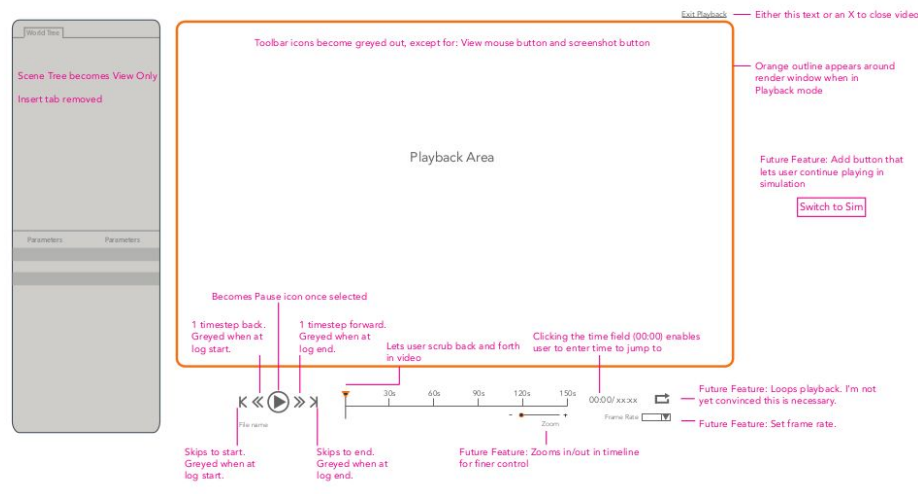 Exit Playback
Either this text or an X to close video
World Tree
Toolbar icons become greyed out, except for: View mouse button and screenshot button
Scene Tree becomes View Only
Insert tab removed
Orange outline appears around
render window when in
Playback mode
Playback Area
Future Feature: Add button that
lets user continue playing in
simulation
Switch to Sim
Parameters
Parameters
Becomes Pause icon once selected
1 timestep back.
Greyed when at
log start.
1 timestep forward.
Greyed when at
log end.
Lets user scrub back and forth
in video
Clicking the time field (00:00) enables
user to enter time to jump to
30s
60s
90s
120s
150s
00:00/ xx:xx
Future Feature: Loops playback. I'm not
yet convinced this is necessary.
File name
- +
Zoom
Frame Rate
Future Feature: Set frame rate.
Skips to start.
Greyed when at
log start.
Skips to end.
Greyed when at
log end.
Future Feature: Zooms in/out in timeline
for finer control